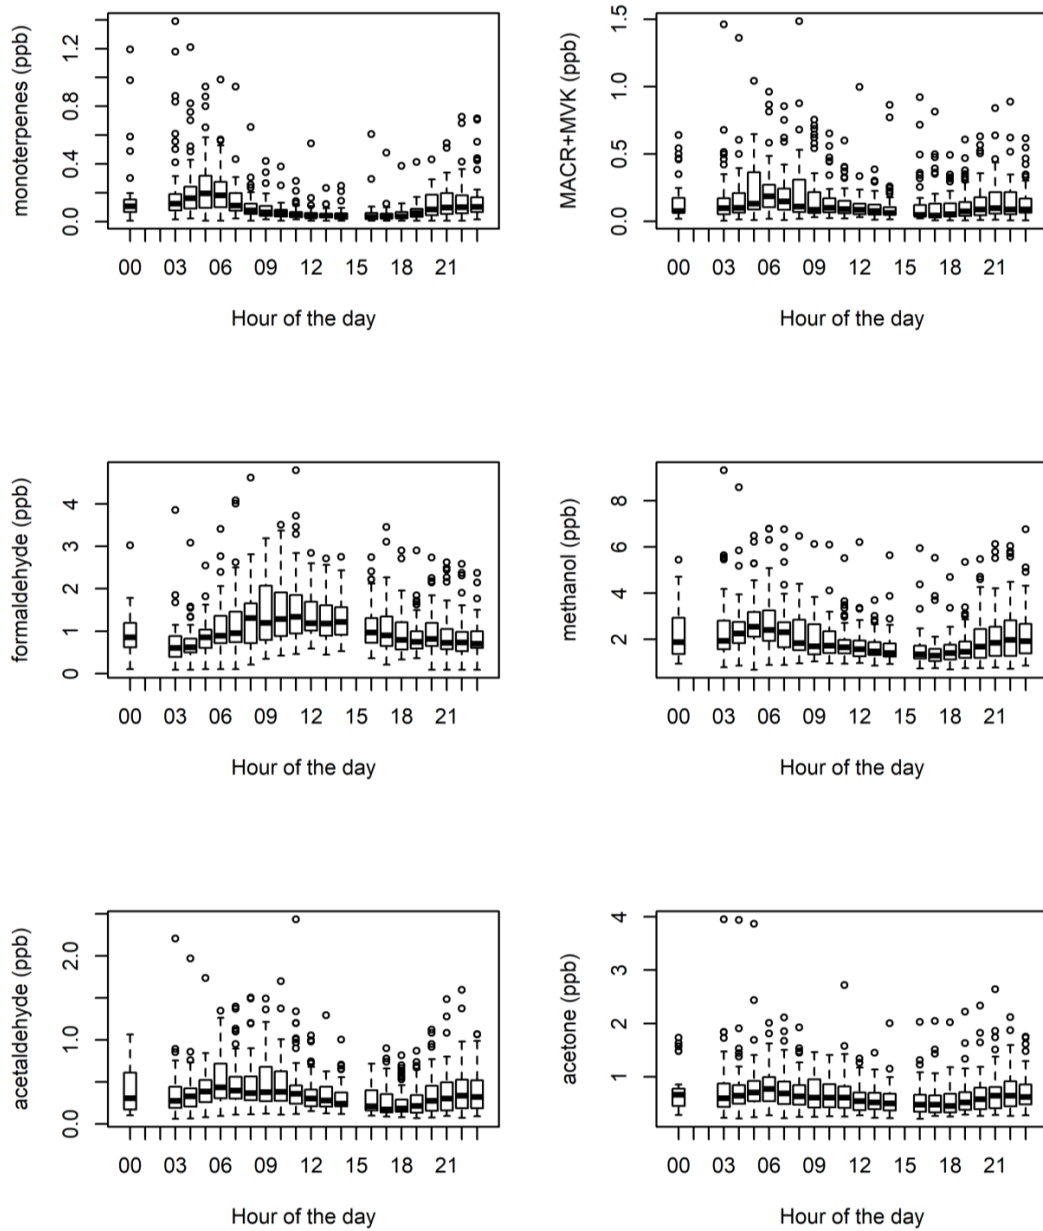 monoterpenes (ppb)
0.0 0.4 0.8 1.2
00 03 06 09 12 15 18 21
Hour of the day
MACR+MVK (ppb)
0.0 0.5 1.0 1.5
00 03 06 09 12 15 18 21
Hour of the day
formaldehyde (ppb)
0 1 2 3 4
00 03 06 09 12 15 18 21
Hour of the day
methanol (ppb)
2 4 6 8
00 03 06 09 12 15 18 21
Hour of the day
acetaldehyde (ppb)
0.0 1.0 2.0
00 03 06 09 12 15 18 21
Hour of the day
acetone (ppb)
1 2 3 4
00 03 06 09 12 15 18 21
Hour of the day